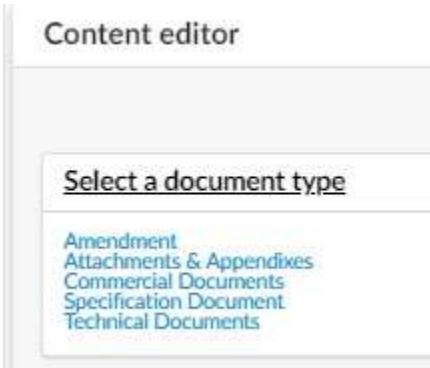 Content editor
Select a document type
Amendment
Attachments & Appendixes
Commercial Documents
Specification Document
Technical Documents